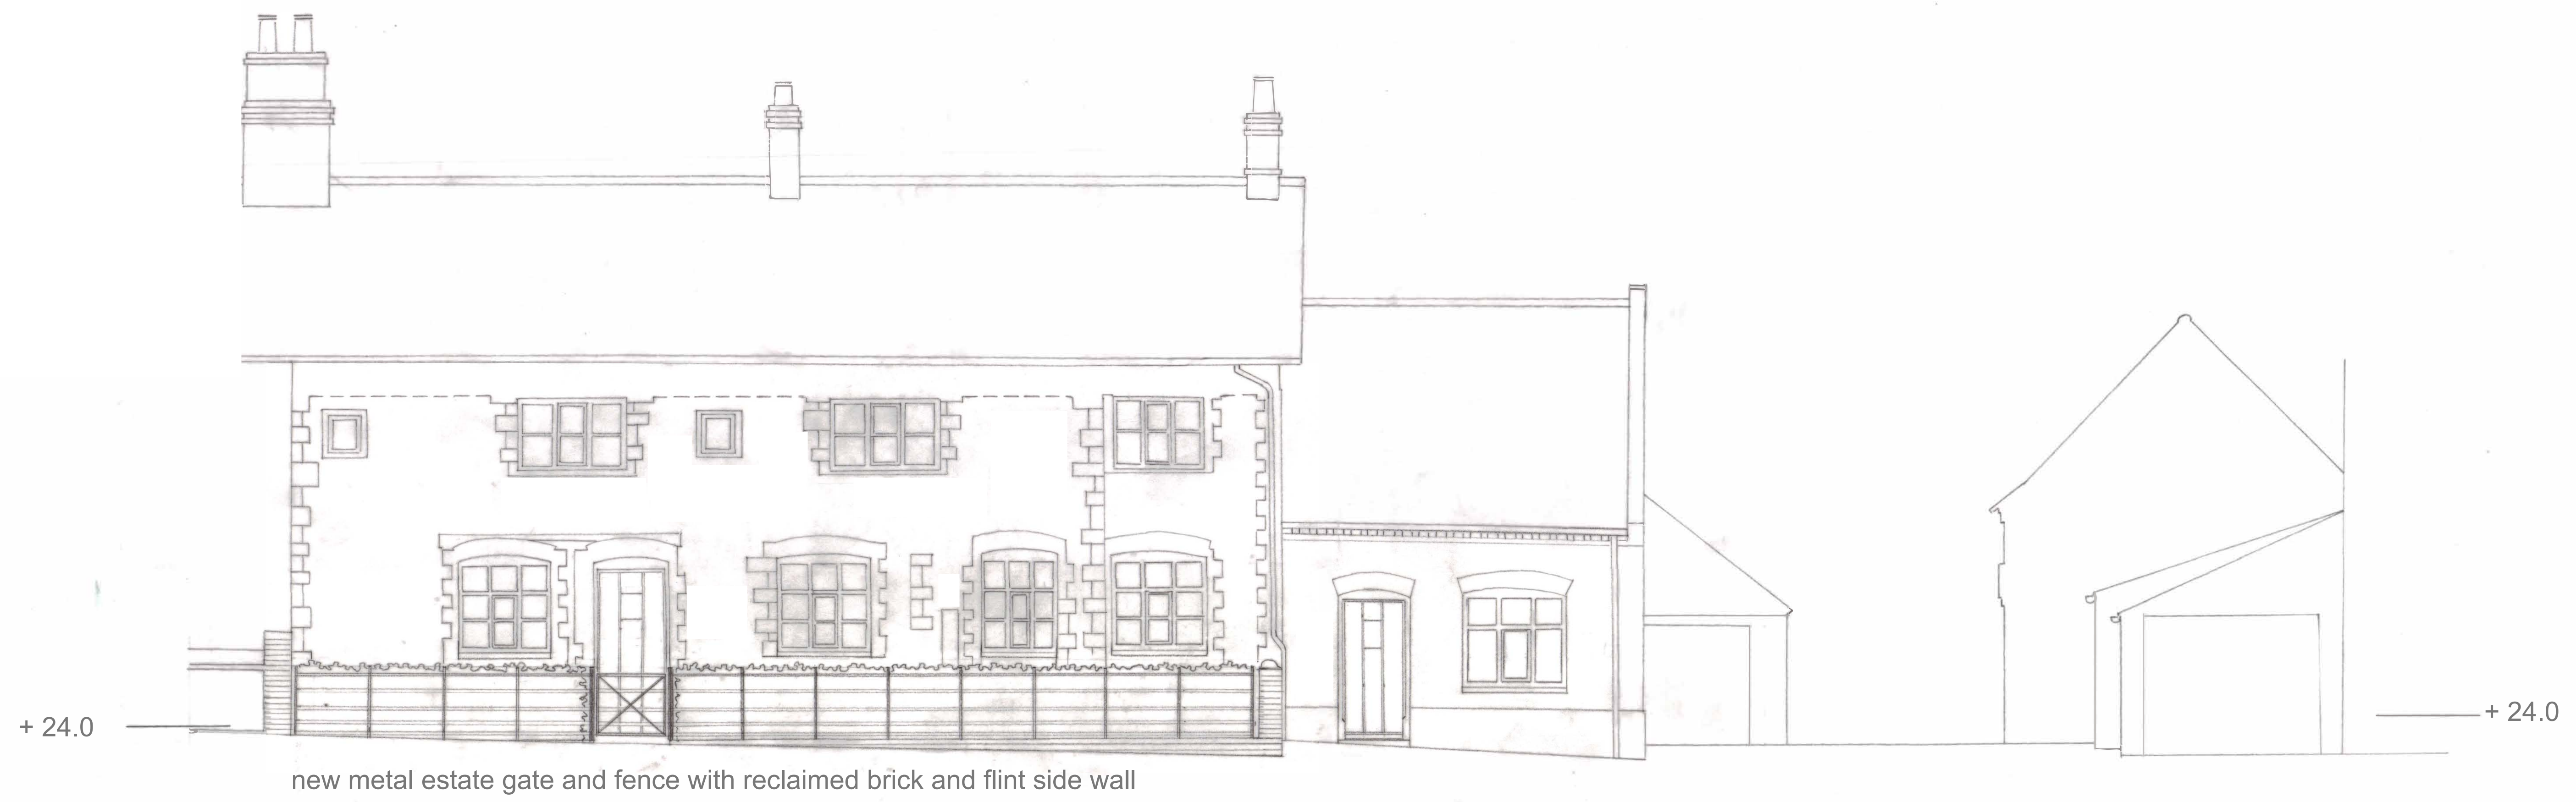 + 24.0
+ 24.0
new metal estate gate and fence with reclaimed brick and flint side wall